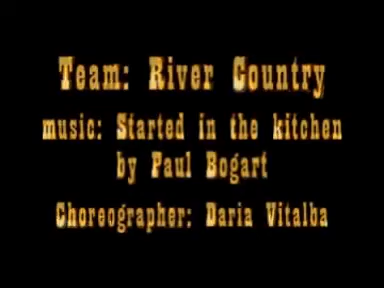 Team: River Country
music: Started in the kitchen
by Paul Bogart
Choreographer: Daria Vitalba